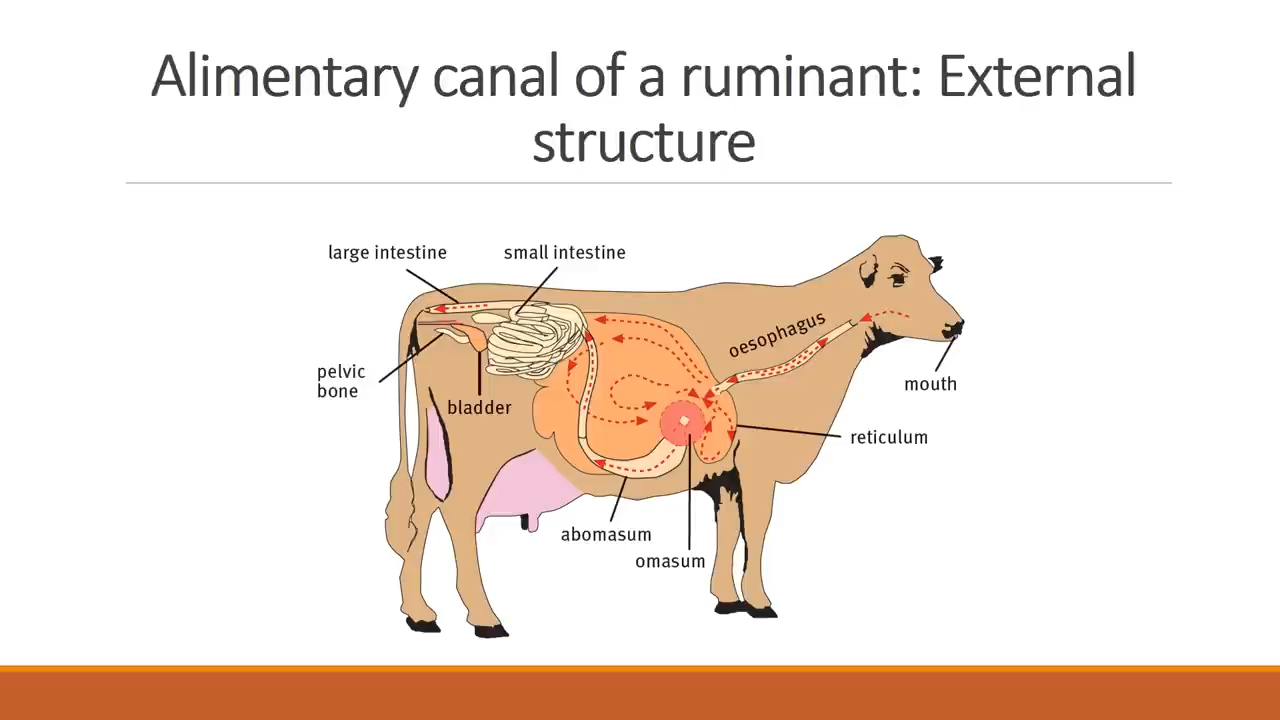 Alimentary canal of a ruminant: External
structure
large intestine
small intestine
oesophagus
pelvic
bone
bladder
mouth
reticulum
abomasum
omasum